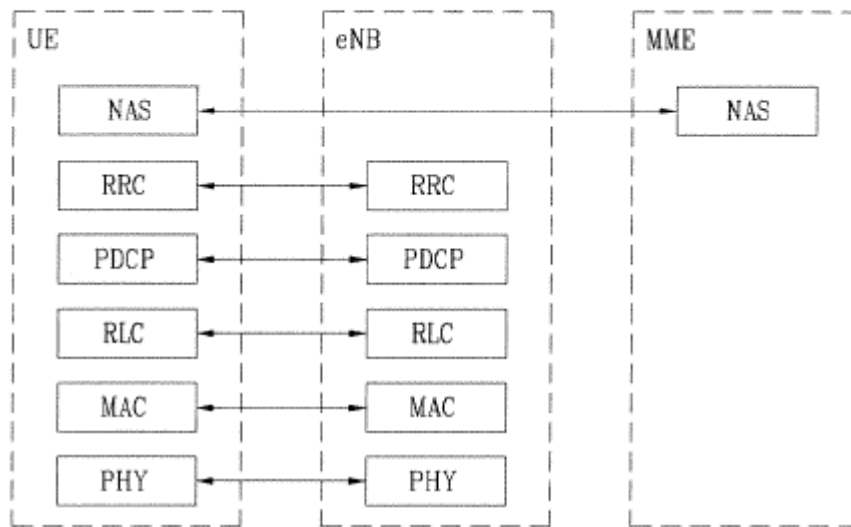 UE eNB MME
NAS NAS
RRC RRC
PDCP PDCP
RLC RLC
MAC MAC
PHY PHY